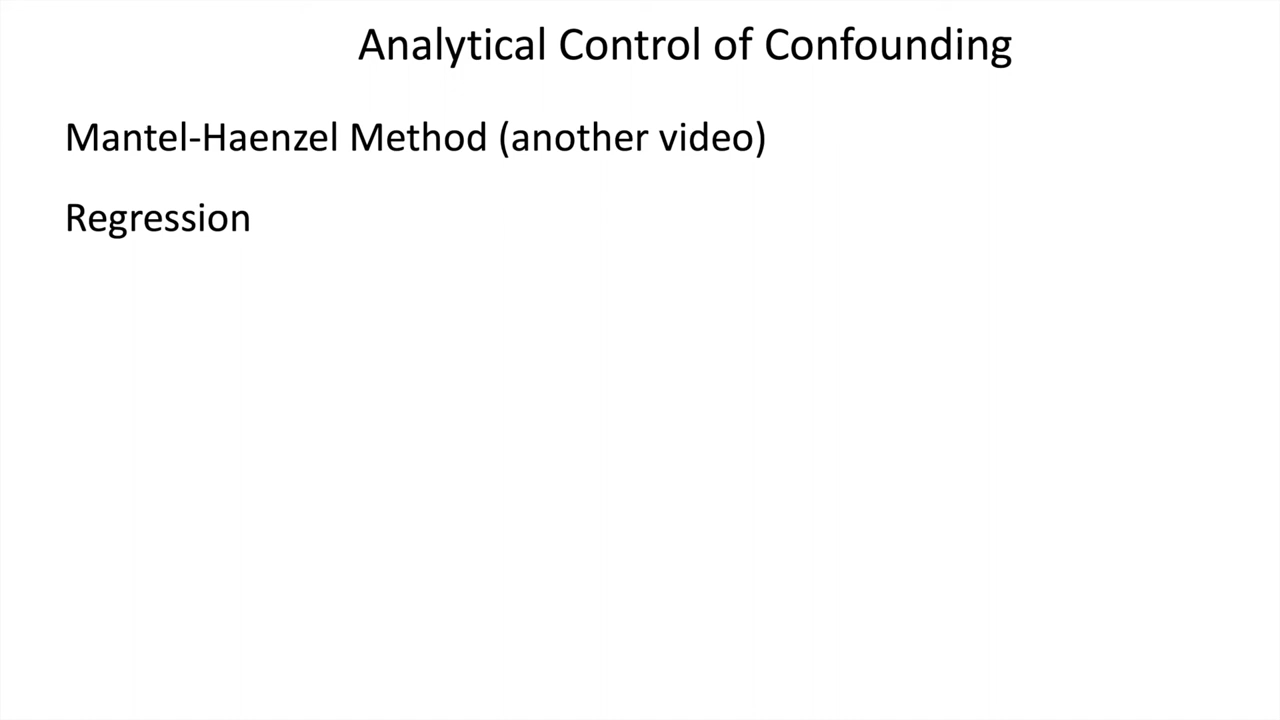 Analytical Control of Confounding
Mantel-Haenzel Method (another video)
Regression